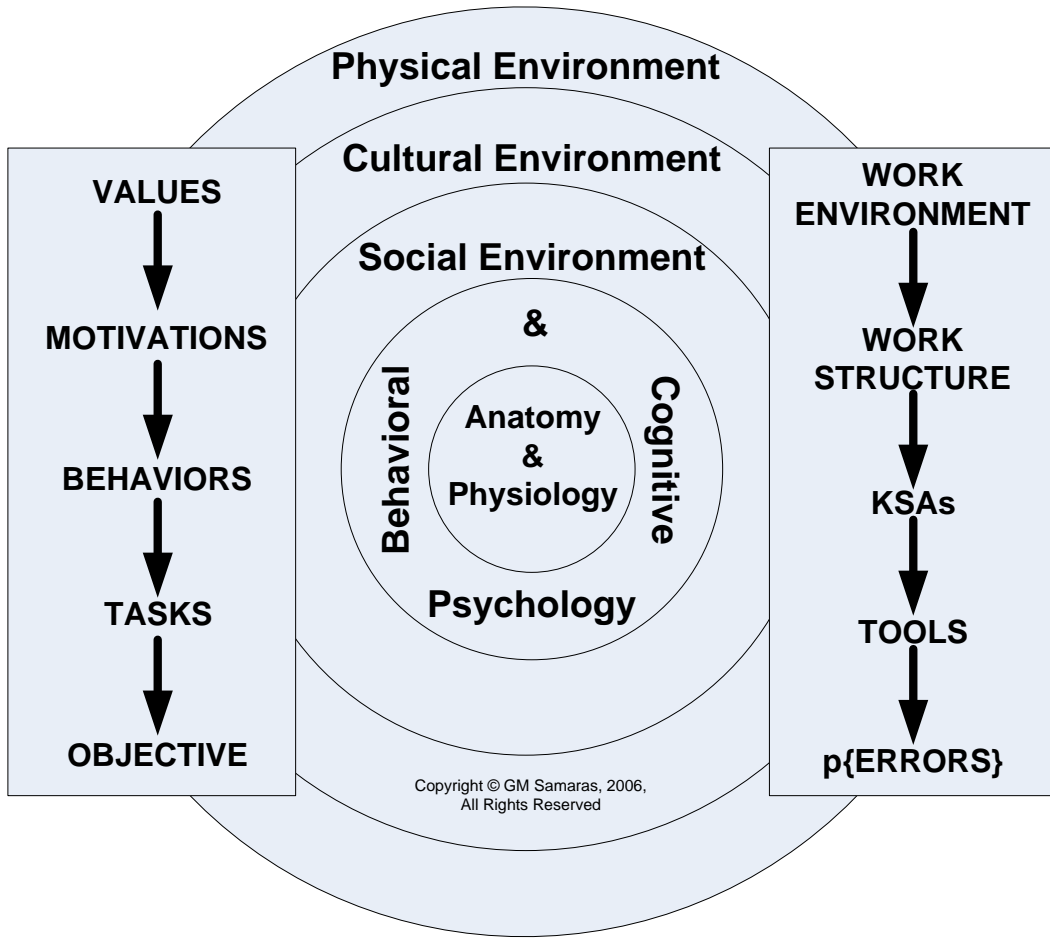 Physical Environment
Cultural Environment
Social Environment
&
Behavioral
Cognitive
Psychology
Anatomy
&
Physiology
VALUES
MOTIVATIONS
BEHAVIORS
TASKS
OBJECTIVE
WORK
ENVIRONMENT
WORK
STRUCTURE
KSAs
TOOLS
p{ERRORS}
Copyright © GM Samaras, 2006,
All Rights Reserved